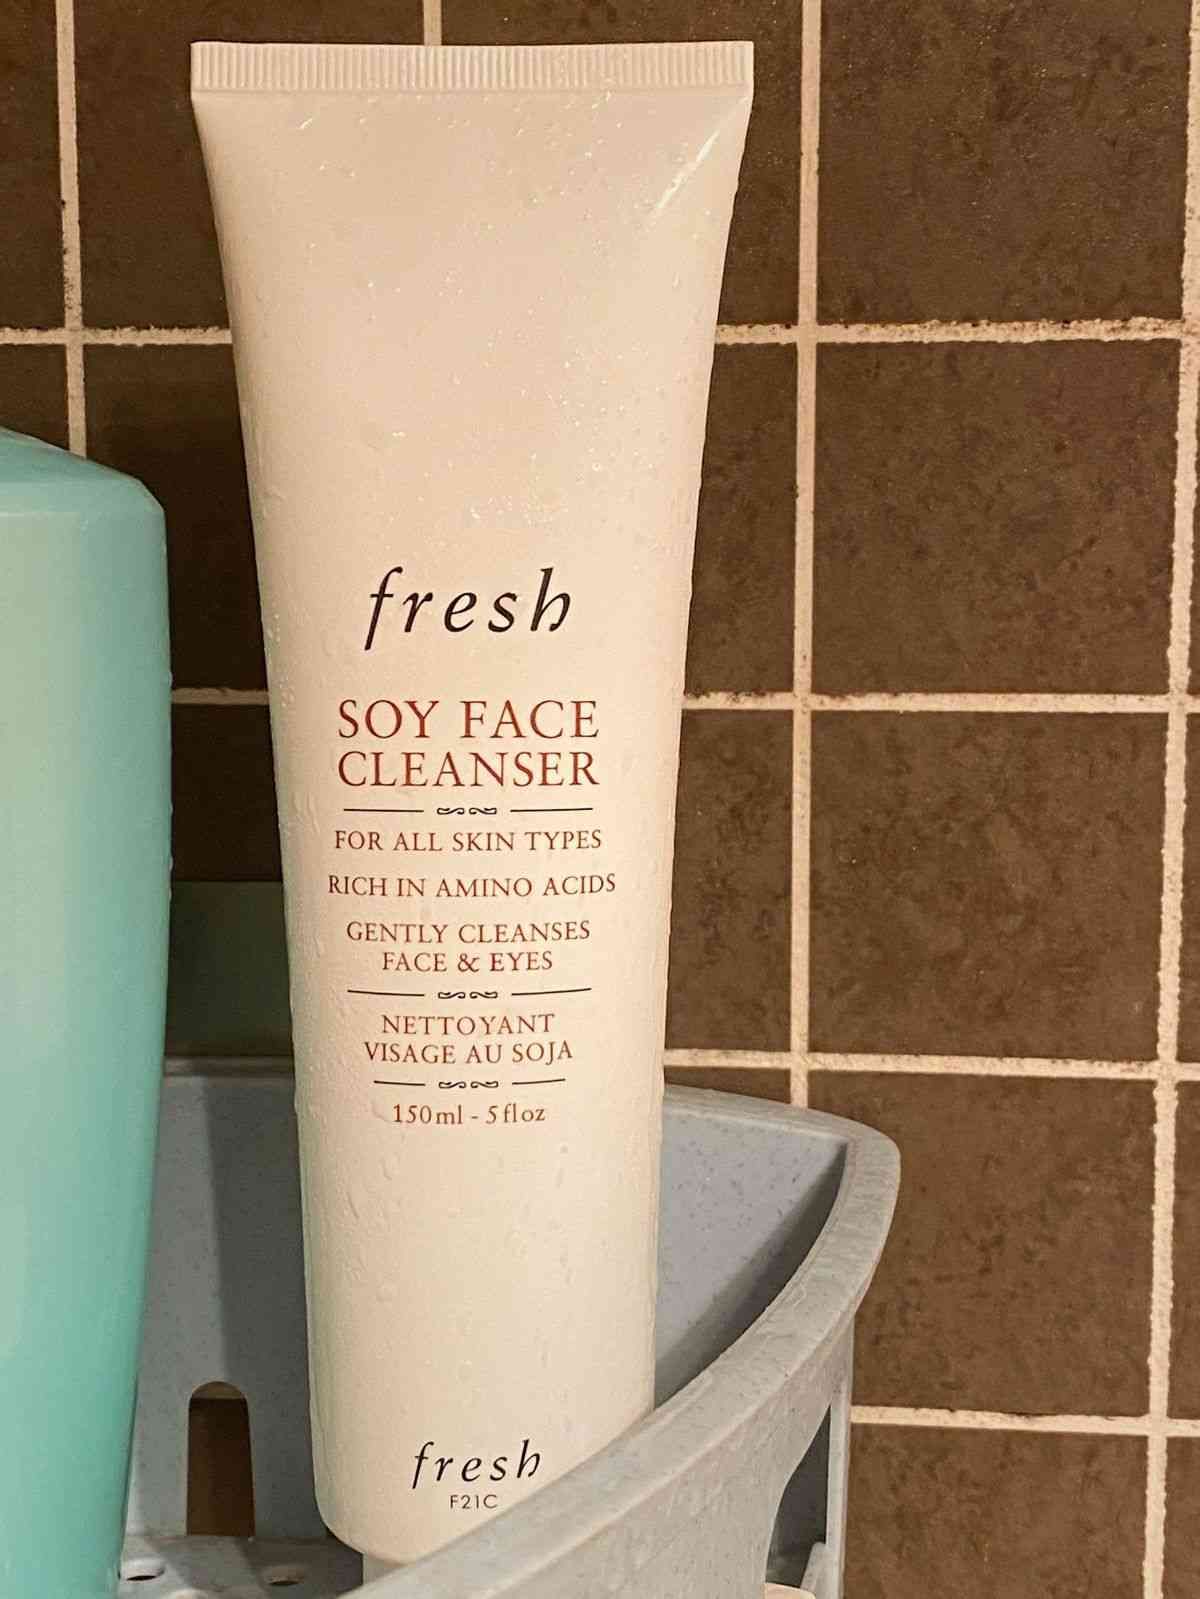 fresh
SOY FACE
CLEANSER
FOR ALL SKIN TYPES
RICH IN AMINO ACIDS
GENTLY CLEANSES
FACE & EYES
NETTOYANT
VISAGE AU SOJA
150ml - 5 fl oz
fresh
F21C